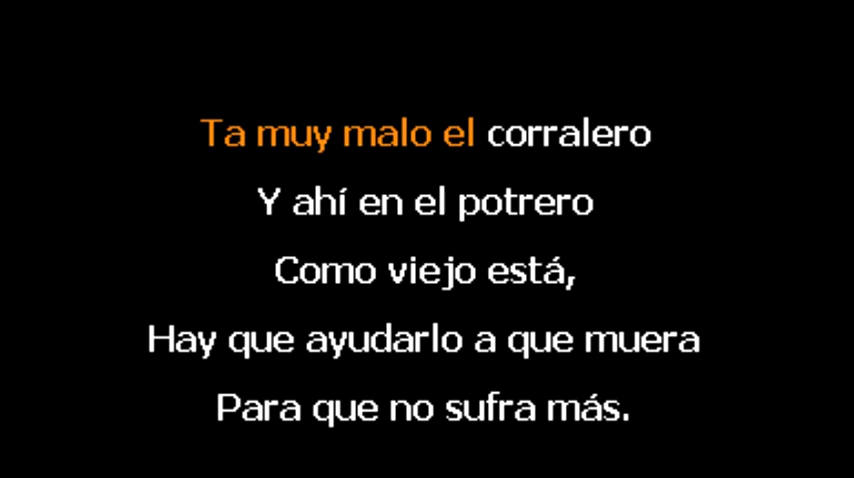 Ta muy malo el corralero
Y ahí en el potrero
Como viejo está,
Hay que ayudarlo a que muera
Para que no sufra más.